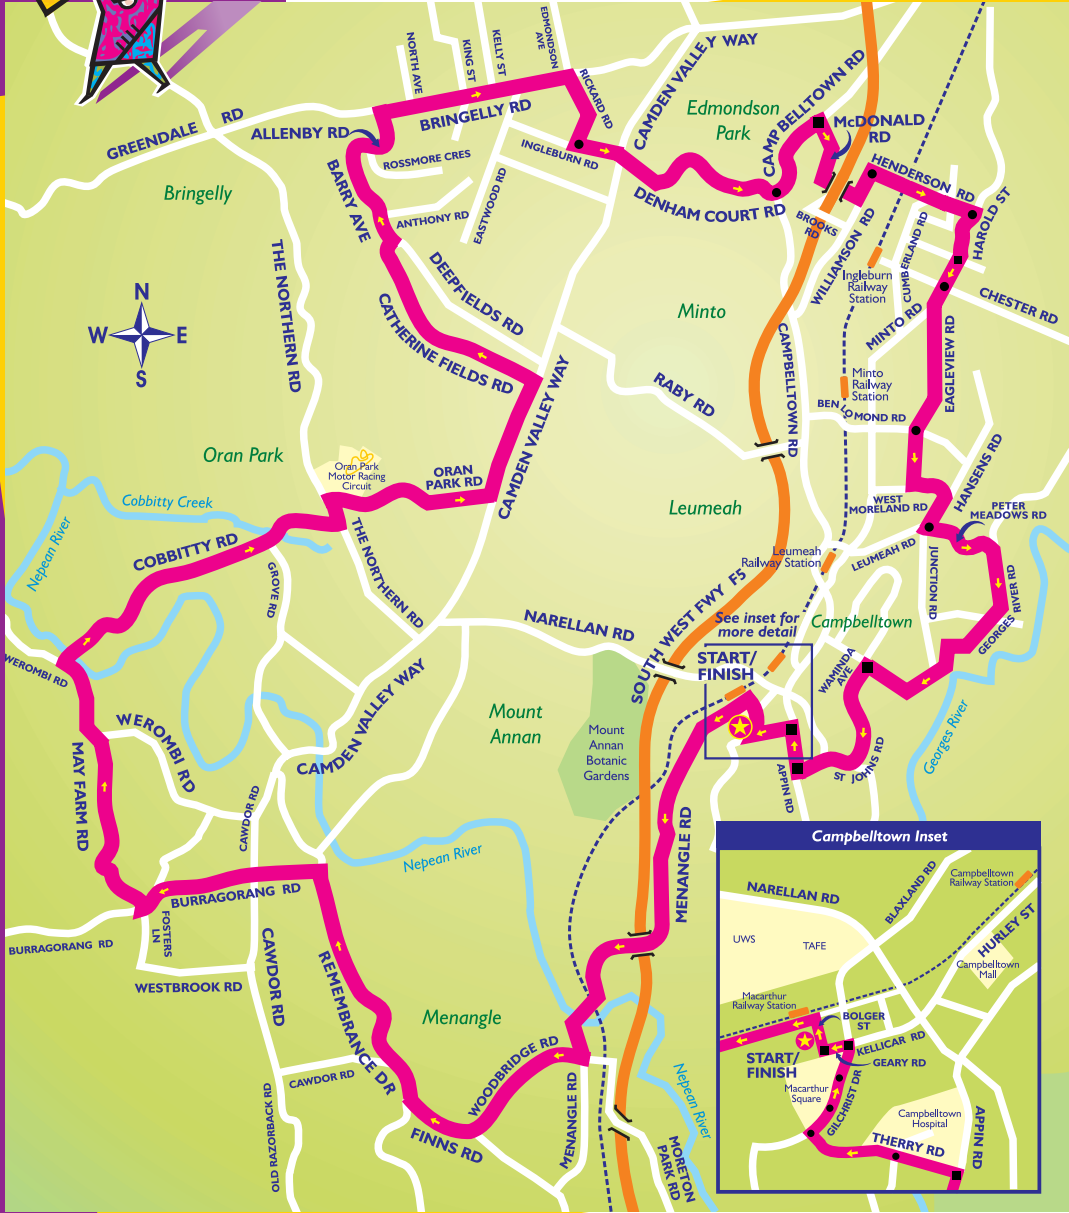 NORTH AVE
KING ST
KELLY ST
EDMONDSON
AVE
RICKARD RD
CAMDEN VALLEY WAY
GREENDALE RD
ALLENBY RD
BRINGELLY RD
INGLEBURN RD
Edmondson
Park
CAMPBELLTOWN RD
McDONALD
RD
Bringelly
BARRY AVE
ROSSMORE CRES
ANTHONY RD
EASTWOOD RD
DENHAM COURT RD
BROOKS
RD
WILLIAMSON RD
HENDERSON RD
HAROLD ST
CUMBERLAND RD
Ingleburn
Railway
Station
CHESTER RD
MINTO RD
EAGLEVIEW RD
N
W
E
S
THE NORTHERN RD
DEEPFIELDS RD
CATHERINE FIELDS RD
CAMDEN VALLEY WAY
Minto
RABY RD
CAMPBELLTOWN RD
Minto
Railway
Station
BEN LOMOND RD
HANSENS RD
Oran Park
Oran Park
Motor Racing
Circuit
ORAN
PARK RD
Cobbitty Creek
Nepean River
COBBITTY RD
THE NORTHERN RD
GROVE RD
Leumeah
WEST
MORELAND RD
PETER
MEADOWS RD
Leumeah
Railway Station
LEUMEAH RD
JUNCTION RD
GEORGES RIVER RD
NARELLAN RD
SOUTH WEST FWY F5
See inset for
more detail
Campbelltown
START/
FINISH
WAMINDA
AVE
ST JOHNS RD
APPIN RD
Georges River
WEROMBI RD
WEROMBI RD
MAY FARM RD
CAMDEN VALLEY WAY
Mount
Annan
Mount
Annan
Botanic
Gardens
CAWDOR RD
Nepean River
MENANGLE RD
BURRAGORANG RD
BURRAGORANG RD
FOSTERS
LN
WESTBROOK RD
CAWDOR RD
REMEMBRANCE DR
Menangle
CAWDOR RD
OLD RAZORBACK RD
WOODBRIDGE RD
FINNS RD
MENANGLE RD
Nepean River
MORETON
PARK RD
Campbelltown Inset
NARELLAN RD
BLAXLAND RD
Campbelltown
Railway Station
HURLEY ST
UWS
TAFE
Campbelltown
Mall
Macarthur
Railway Station
BOLGER
ST
KELLICAR RD
GEARY RD
START/
FINISH
Macarthur
Square
GILCHRIST DR
Campbelltown
Hospital
THERRY RD
APPIN RD